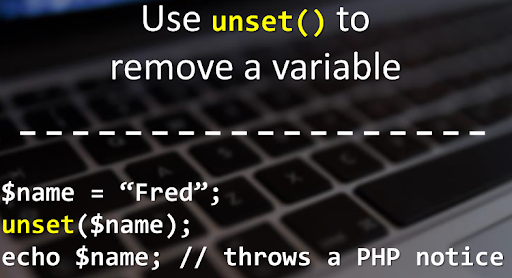 Use unset() to
remove a variable
$name = “Fred”;
unset($name);
echo $name; // throws a PHP notice